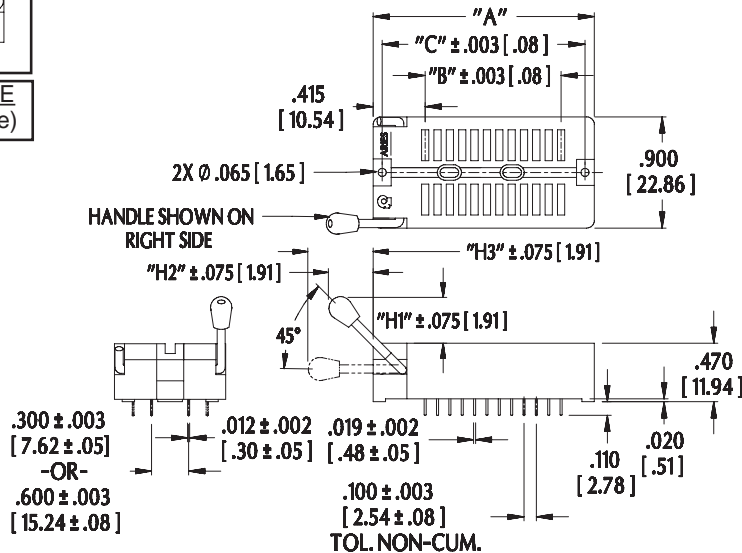 E
e)
"A"
"C" ±.003 [ .08 ]
"B" ±.003 [ .08 ]
.415
[ 10.54 ]
ARIES
.900
[ 22.86 ]
2X Ø .065 [ 1.65 ]
HANDLE SHOWN ON
RIGHT SIDE
"H3" ±.075 [ 1.91 ]
"H2" ±.075 [ 1.91 ]
"H1" ±.075 [ 1.91 ]
45°
.470
[ 11.94 ]
.300 ±.003
[ 7.62 ±.05 ]
-OR-
.600 ±.003
[ 15.24 ±.08 ]
.012 ±.002
[ .30 ±.05 ]
.019 ±.002
[ .48 ±.05 ]
.100 ±.003
[ 2.54 ±.08 ]
TOL. NON-CUM.
.110
[ 2.78 ]
.020
[ .51 ]